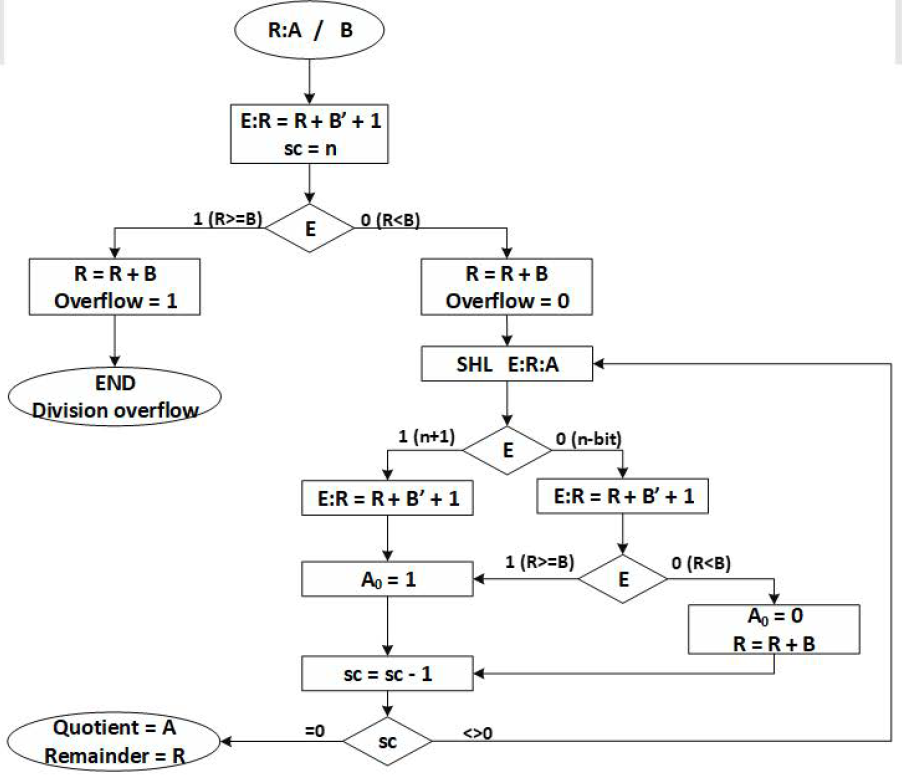 R:A / B
E:R = R + B’ + 1
sc = n
1 (R>=B)
E
0 (R<B)
R = R + B
Overflow = 1
R = R + B
Overflow = 0
END
Division overflow
SHL E:R:A
1 (n+1)
E
0 (n-bit)
E:R = R + B’ + 1
E:R = R + B’ + 1
A₀ = 1
1 (R>=B)
E
0 (R<B)
A₀ = 0
R = R + B
sc = sc - 1
Quotient = A
Remainder = R
=0
sc
<>0